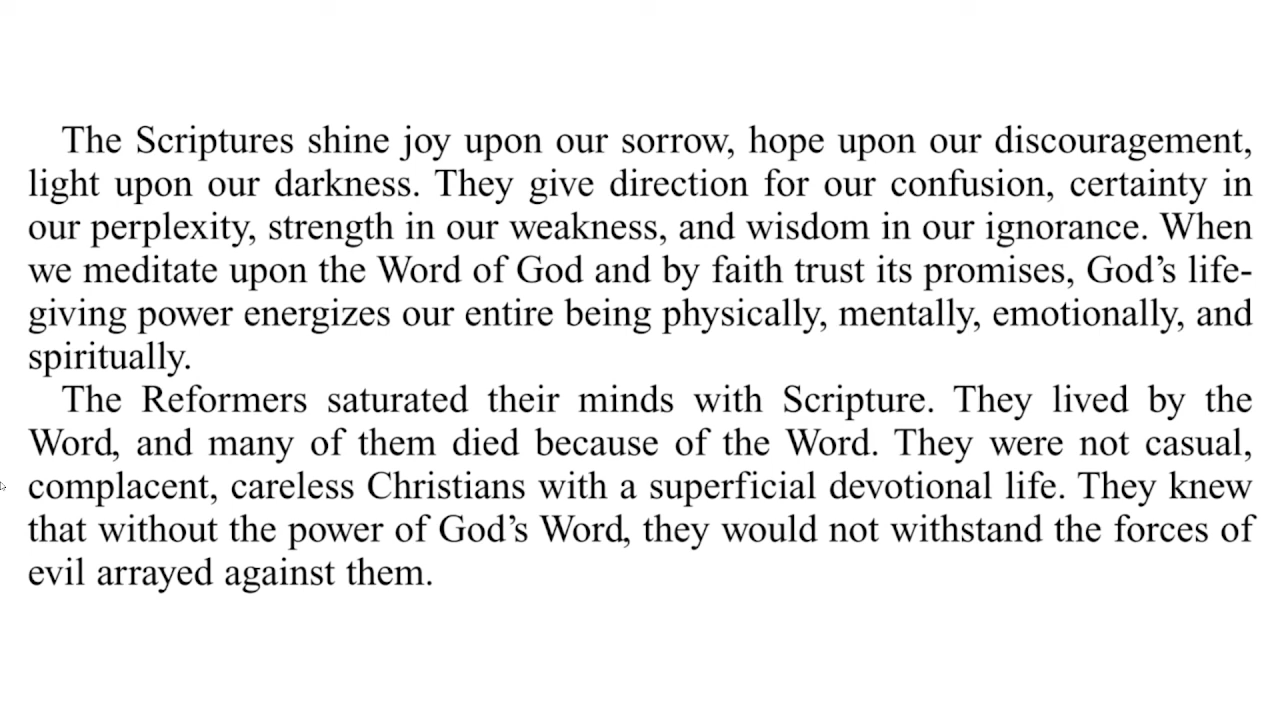 The Scriptures shine joy upon our sorrow, hope upon our discouragement,
light upon our darkness. They give direction for our confusion, certainty in
our perplexity, strength in our weakness, and wisdom in our ignorance. When
we meditate upon the Word of God and by faith trust its promises, God’s life-
giving power energizes our entire being physically, mentally, emotionally, and
spiritually.
The Reformers saturated their minds with Scripture. They lived by the
Word, and many of them died because of the Word. They were not casual,
complacent, careless Christians with a superficial devotional life. They knew
that without the power of God’s Word, they would not withstand the forces of
evil arrayed against them.